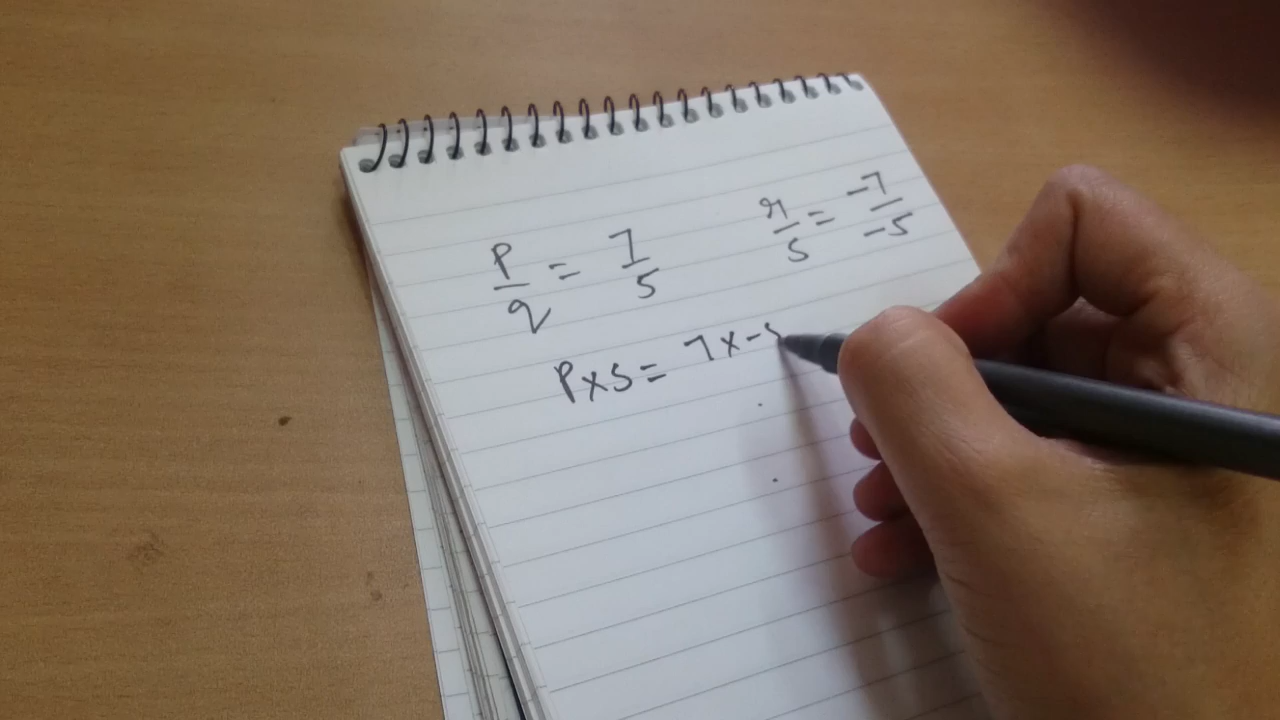 p/q = 7/5 r/s = -7/-5
p×s = 7×-5